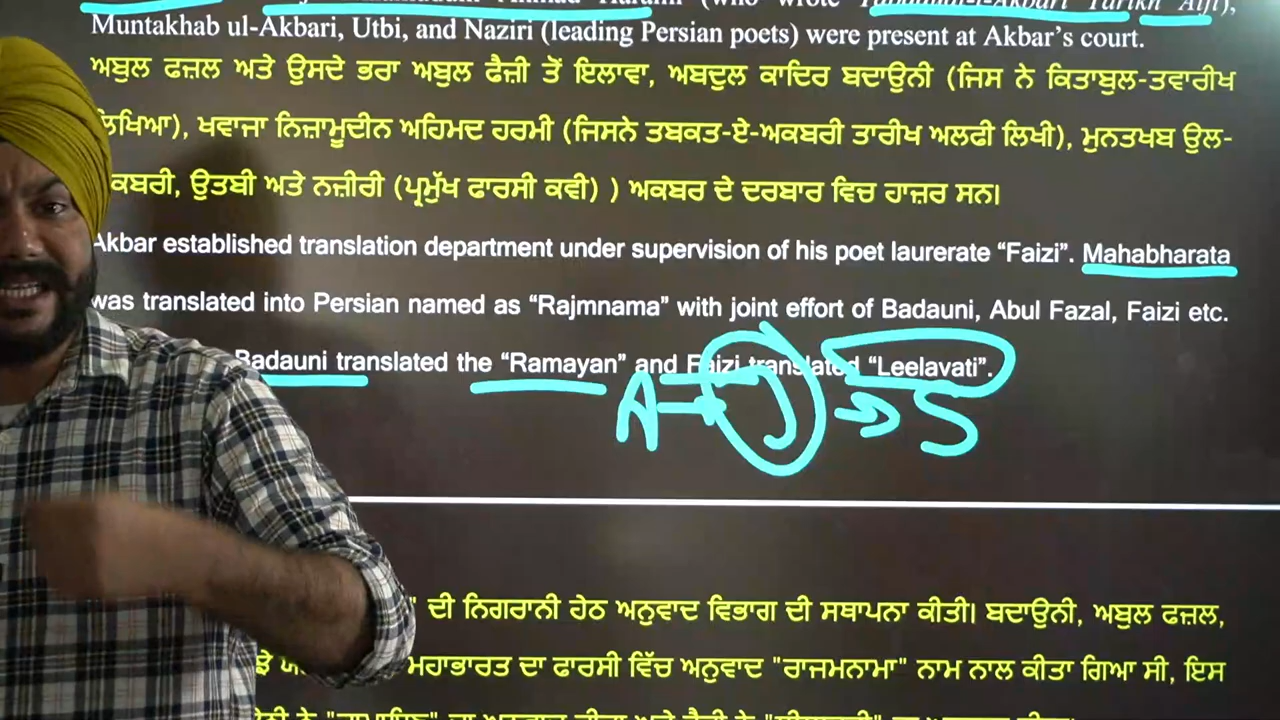 Muntakhab ul-Akbari, Utbi, and Naziri (leading Persian poets) were present at Akbar's court.
ਅਬੁਲ ਫਜ਼ਲ ਅਤੇ ਉਸਦੇ ਭਰਾ ਅਬੁਲ ਫੈਜ਼ੀ ਤੋਂ ਇਲਾਵਾ, ਅਬਦੁਲ ਕਾਦਿਰ ਬਦਾਉਨੀ (ਜਿਸ ਨੇ ਕਿਤਾਬੁਲ-ਤਵਾਰੀਖ
ਲਿਖਿਆ), ਖਵਾਜਾ ਨਿਜ਼ਾਮੂਦੀਨ ਅਹਿਮਦ ਹਰਮੀ (ਜਿਸਨੇ ਤਬਕਤ-ਏ-ਅਕਬਰੀ ਤਾਰੀਖ ਅਲਫੀ ਲਿਖੀ), ਮੁਨਤਖਬ ਉਲ-
ਕਬਰੀ, ਉਤਬੀ ਅਤੇ ਨਜ਼ੀਰੀ (ਪ੍ਰਮੁੱਖ ਫਾਰਸੀ ਕਵੀ) ) ਅਕਬਰ ਦੇ ਦਰਬਾਰ ਵਿਚ ਹਾਜ਼ਰ ਸਨ।
Akbar established translation department under supervision of his poet laurerate "Faizi". Mahabharata
was translated into Persian named as "Rajmnama" with joint effort of Badauni, Abul Fazal, Faizi etc.
Badauni translated the "Ramayan" and Faizi translated "Leelavati".
A J S
ਦੀ ਨਿਗਰਾਨੀ ਹੇਠ ਅਨੁਵਾਦ ਵਿਭਾਗ ਦੀ ਸਥਾਪਨਾ ਕੀਤੀ। ਬਦਾਉਨੀ, ਅਬੁਲ ਫਜ਼ਲ,
ਮਹਾਭਾਰਤ ਦਾ ਫਾਰਸੀ ਵਿੱਚ ਅਨੁਵਾਦ "ਰਾਜਮਨਾਮਾ" ਨਾਮ ਨਾਲ ਕੀਤਾ ਗਿਆ ਸੀ, ਇਸ